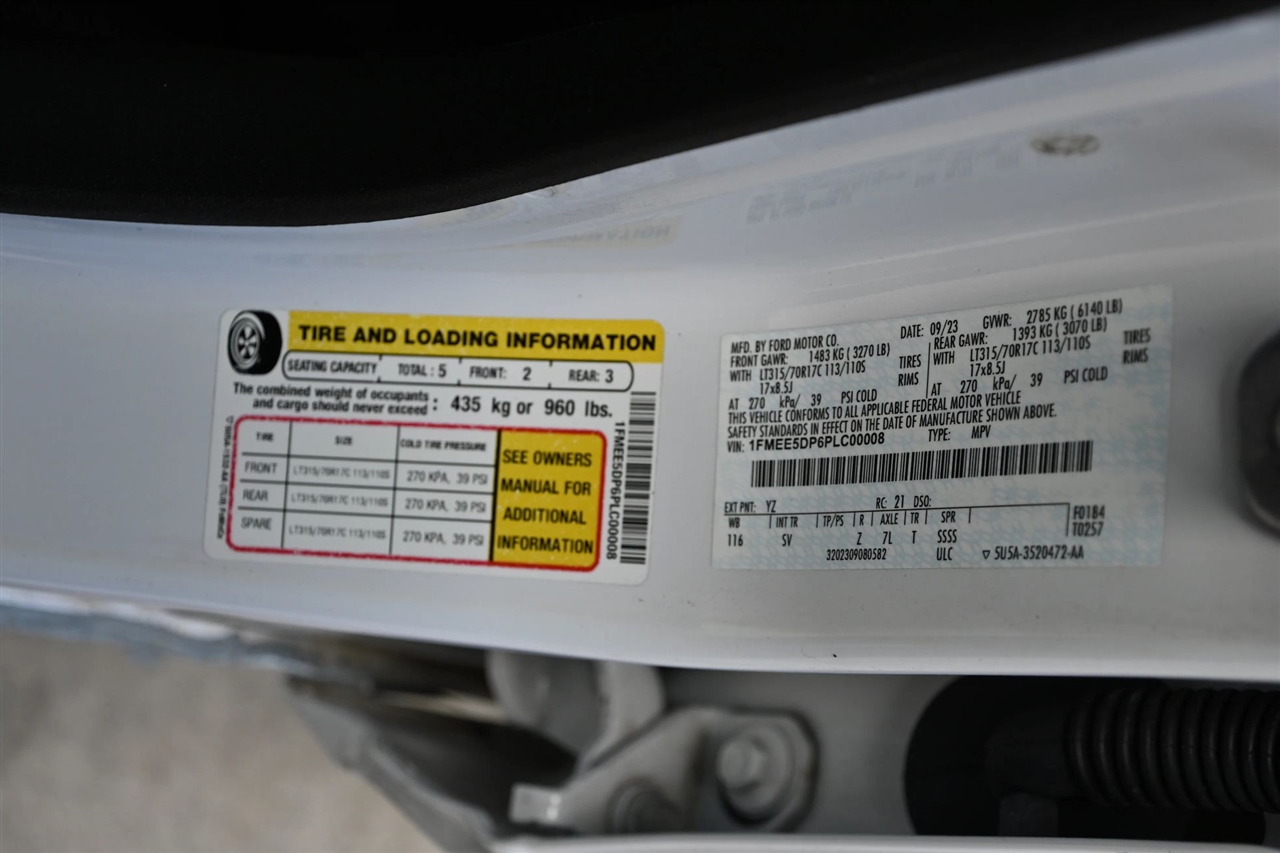 TIRE AND LOADING INFORMATION
SEATING CAPACITY TOTAL: 5 FRONT: 2 REAR: 3
The combined weight of occupants and cargo should never exceed: 435 kg or 960 lbs.
TIRE SIZE COLD TIRE PRESSURE
FRONT LT315/70R17C 113/110S 270 KPA, 39 PSI
REAR LT315/70R17C 113/110S 270 KPA, 39 PSI
SPARE LT315/70R17C 113/110S 270 KPA, 39 PSI
SEE OWNERS
MANUAL FOR
ADDITIONAL
INFORMATION
1FMEE5DP6PLC00008
MFD. BY FORD MOTOR CO. DATE: 09/23 GVWR: 2785 KG ( 6140 LB)
FRONT GAWR: 1483 KG ( 3270 LB) REAR GAWR: 1393 KG ( 3070 LB)
WITH LT315/70R17C 113/110S TIRES WITH LT315/70R17C 113/110S TIRES
17x8.5J RIMS 17x8.5J RIMS
AT 270 kPa/ 39 PSI COLD AT 270 kPa/ 39 PSI COLD
THIS VEHICLE CONFORMS TO ALL APPLICABLE FEDERAL MOTOR VEHICLE
SAFETY STANDARDS IN EFFECT ON THE DATE OF MANUFACTURE SHOWN ABOVE.
VIN: 1FMEE5DP6PLC00008 TYPE: MPV
EXT PNT: YZ RC: 21 DSO:
WB INT TR TP/PS R AXLE TR SPR F01B4
116 SV Z 7L T SSSS T0257
3202309080582 ULC ▽ 5U5A-3520472-AA